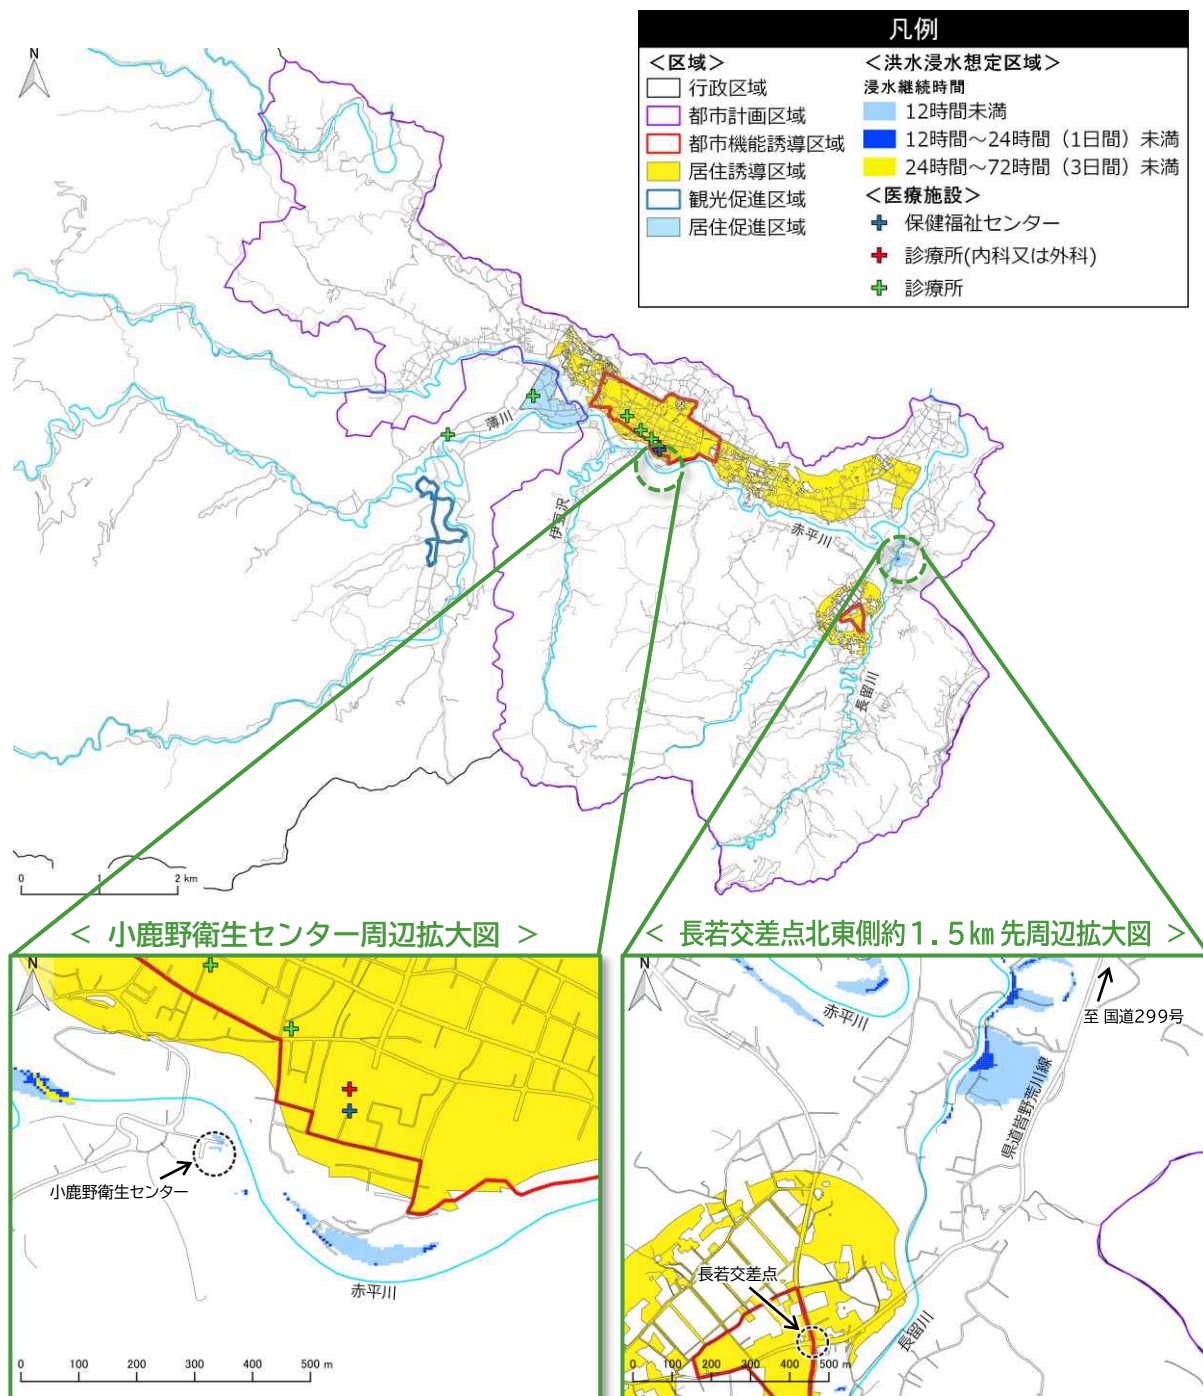 凡例
＜区域＞
行政区域
都市計画区域
都市機能誘導区域
居住誘導区域
観光促進区域
居住促進区域
＜洪水浸水想定区域＞
浸水継続時間
12時間未満
12時間～24時間（1日間）未満
24時間～72時間（3日間）未満
＜医療施設＞
保健福祉センター
診療所(内科又は外科)
診療所
N
薄川
伊豆沢
赤平川
長留川
0 1 2 km
＜ 小鹿野衛生センター周辺拡大図 ＞
N
小鹿野衛生センター
赤平川
0 100 200 300 400 500 m
＜ 長若交差点北東側約1.5km先周辺拡大図 ＞
N
赤平川
至 国道299号
県道皆野荒川線
長若交差点
長留川
0 100 200 300 400 500 m